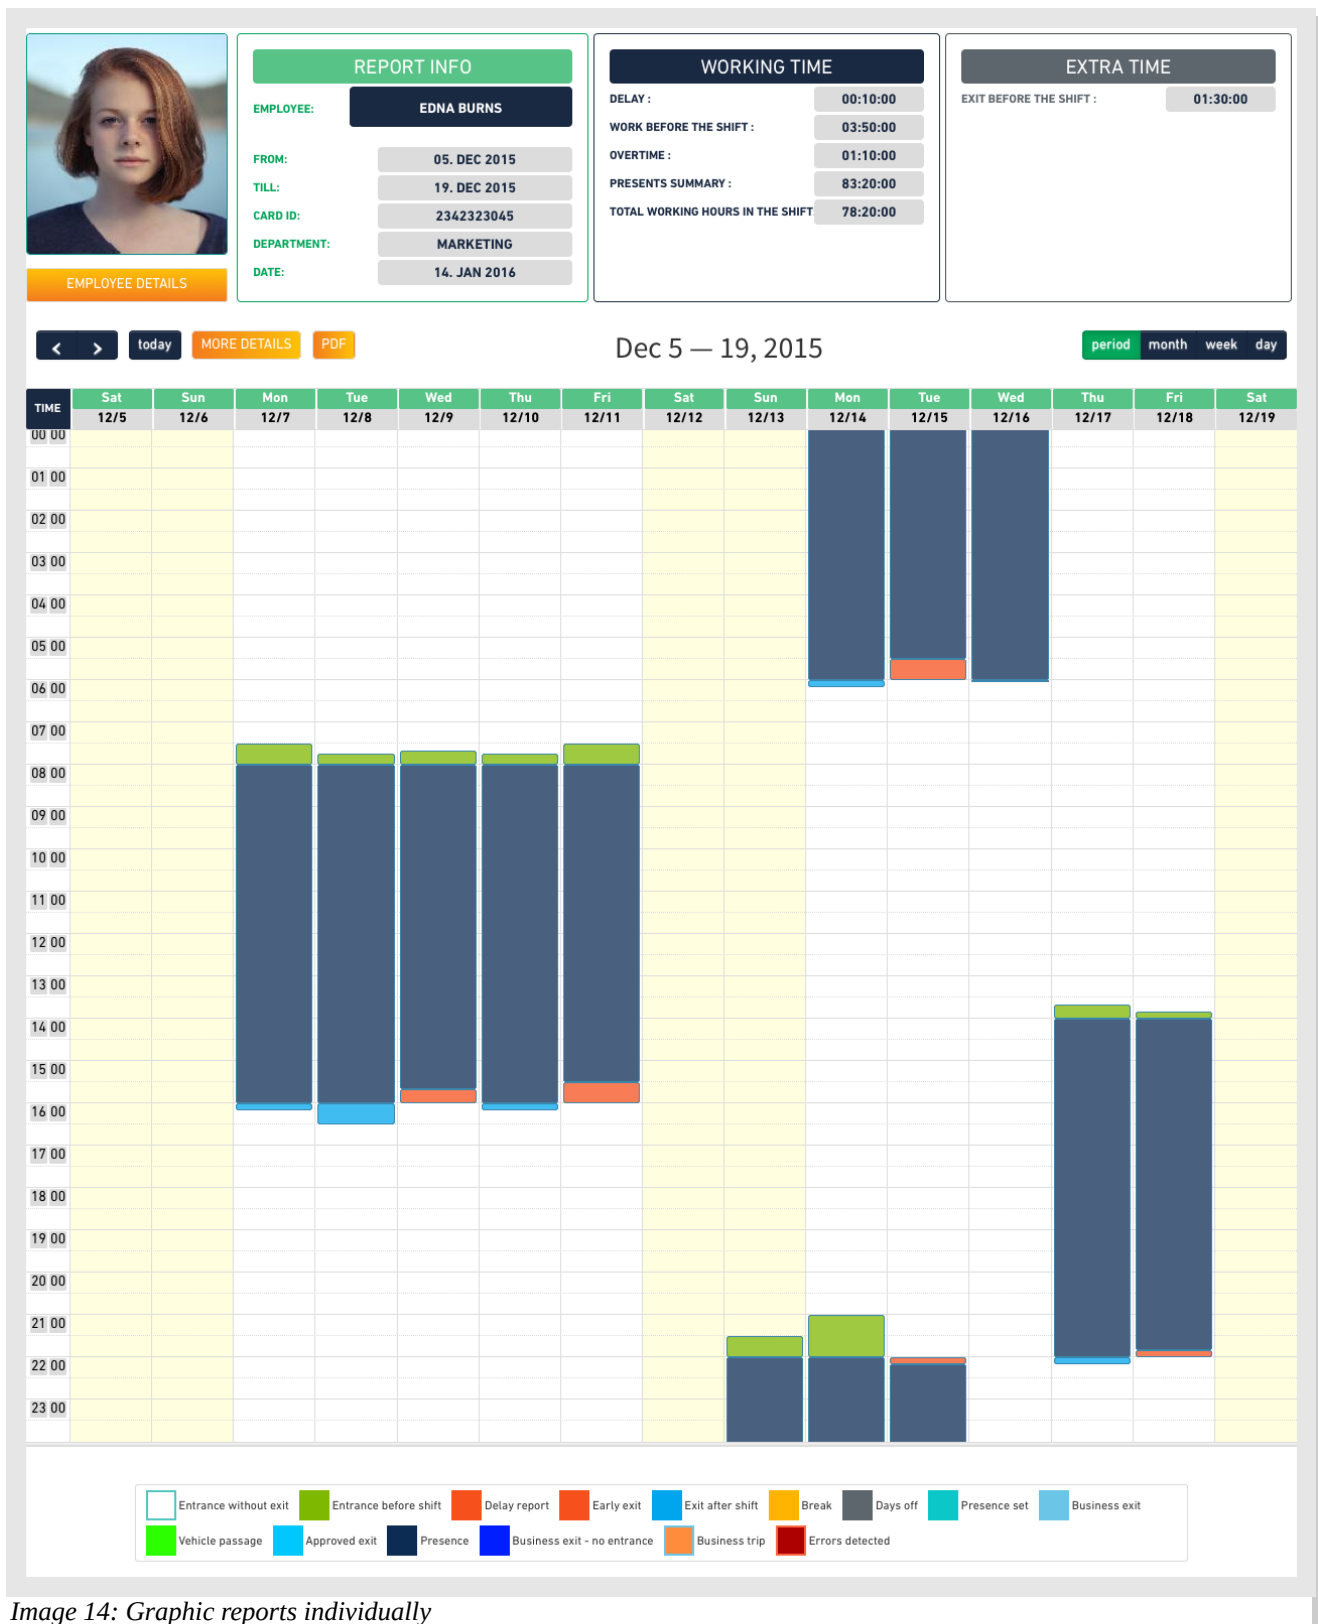 REPORT INFO
EMPLOYEE: EDNA BURNS
FROM: 05. DEC 2015
TILL: 19. DEC 2015
CARD ID: 2342323045
DEPARTMENT: MARKETING
DATE: 14. JAN 2016
EMPLOYEE DETAILS
WORKING TIME
DELAY : 00:10:00
WORK BEFORE THE SHIFT : 03:50:00
OVERTIME : 01:10:00
PRESENTS SUMMARY : 83:20:00
TOTAL WORKING HOURS IN THE SHIFT 78:20:00
EXTRA TIME
EXIT BEFORE THE SHIFT : 01:30:00
< > today MORE DETAILS PDF Dec 5 — 19, 2015 period month week day
TIME Sat Sun Mon Tue Wed Thu Fri Sat Sun Mon Tue Wed Thu Fri Sat
12/5 12/6 12/7 12/8 12/9 12/10 12/11 12/12 12/13 12/14 12/15 12/16 12/17 12/18 12/19
00 00
01 00
02 00
03 00
04 00
05 00
06 00
07 00
08 00
09 00
10 00
11 00
12 00
13 00
14 00
15 00
16 00
17 00
18 00
19 00
20 00
21 00
22 00
23 00
Entrance without exit Entrance before shift Delay report Early exit Exit after shift Break Days off Presence set Business exit
Vehicle passage Approved exit Presence Business exit - no entrance Business trip Errors detected
Image 14: Graphic reports individually